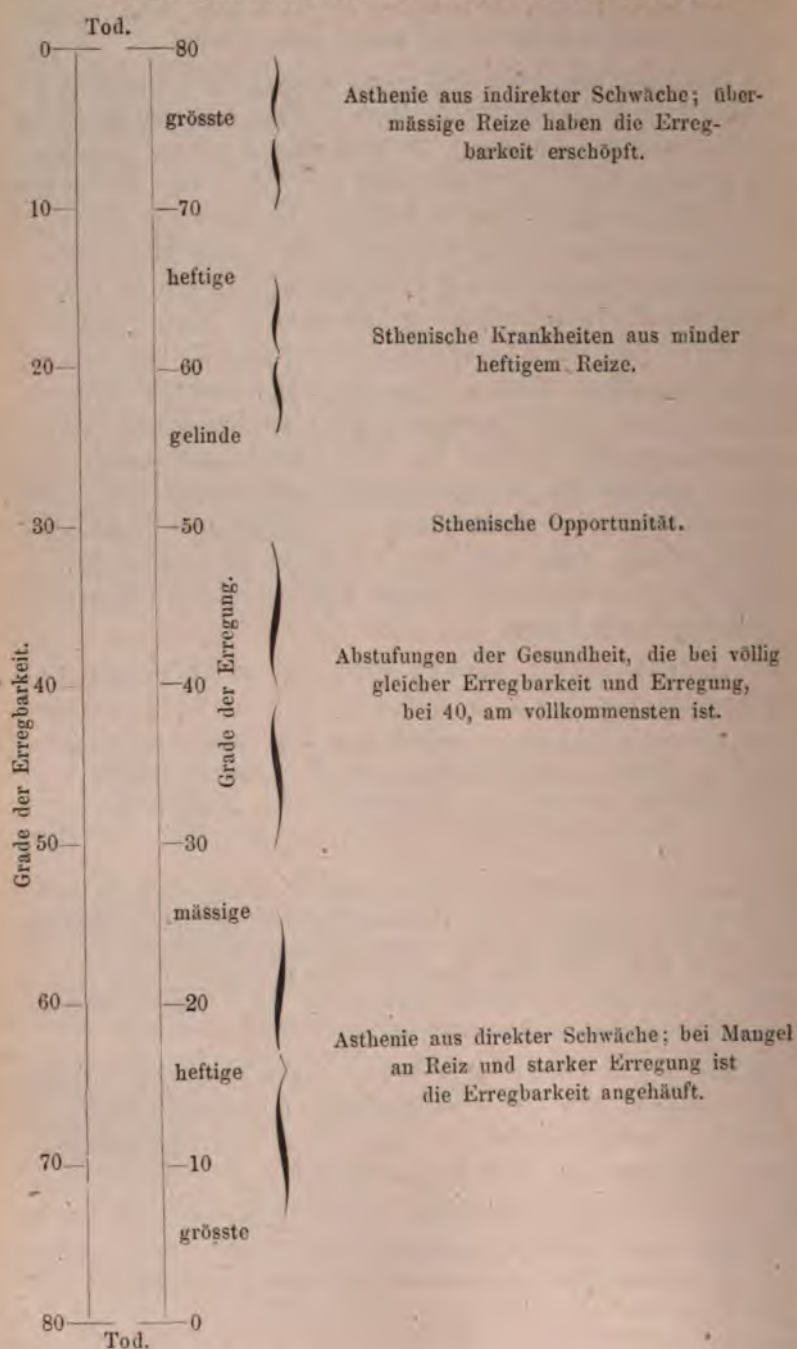 Tod.
0 80
grösste
Asthenie aus indirekter Schwäche; über-
mässige Reize haben die Erreg-
barkeit erschöpft.
10 70
heftige
Sthenische Krankheiten aus minder
heftigem Reize.
20 60
gelinde
30 50
Sthenische Opportunität.
Grade der Erregbarkeit.
Grade der Erregung.
Abstufungen der Gesundheit, die bei völlig
gleicher Erregbarkeit und Erregung,
bei 40, am vollkommensten ist.
40 40
50 30
mässige
60 20
Asthenie aus direkter Schwäche; bei Mangel
an Reiz und starker Erregung ist
die Erregbarkeit angehäuft.
heftige
70 10
grösste
80 0
Tod.